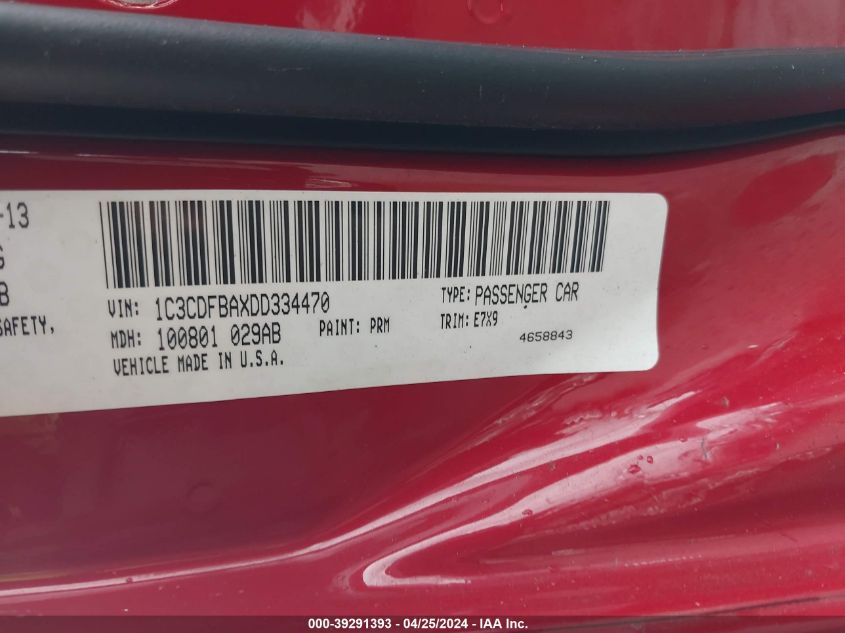 -13
G
B
SAFETY,
VIN: 1C3CDFBAXDD334470
TYPE: PASSENGER CAR
MDH: 100801 029AB
PAINT: PRM
TRIM: E7X9
VEHICLE MADE IN U.S.A.
4658843
000-39291393 - 04/25/2024 - IAA Inc.